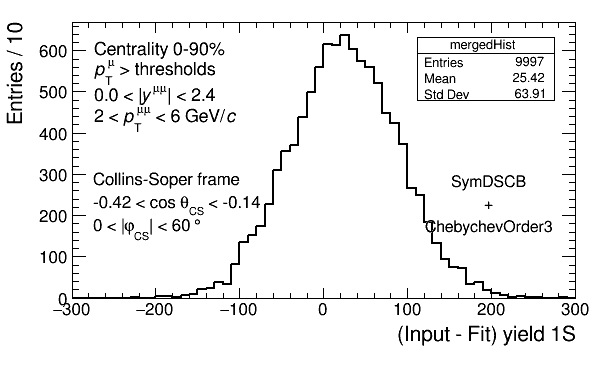 Entries / 10
600
500
400
300
200
100
0
Centrality 0-90%
p_T^μ > thresholds
0.0 < |y^μμ| < 2.4
2 < p_T^μμ < 6 GeV/c
Collins-Soper frame
-0.42 < cos θ_CS < -0.14
0 < |φ_CS| < 60 °
mergedHist
Entries 9997
Mean 25.42
Std Dev 63.91
SymDSCB
+
ChebychevOrder3
−300 −200 −100 0 100 200 300
(Input - Fit) yield 1S